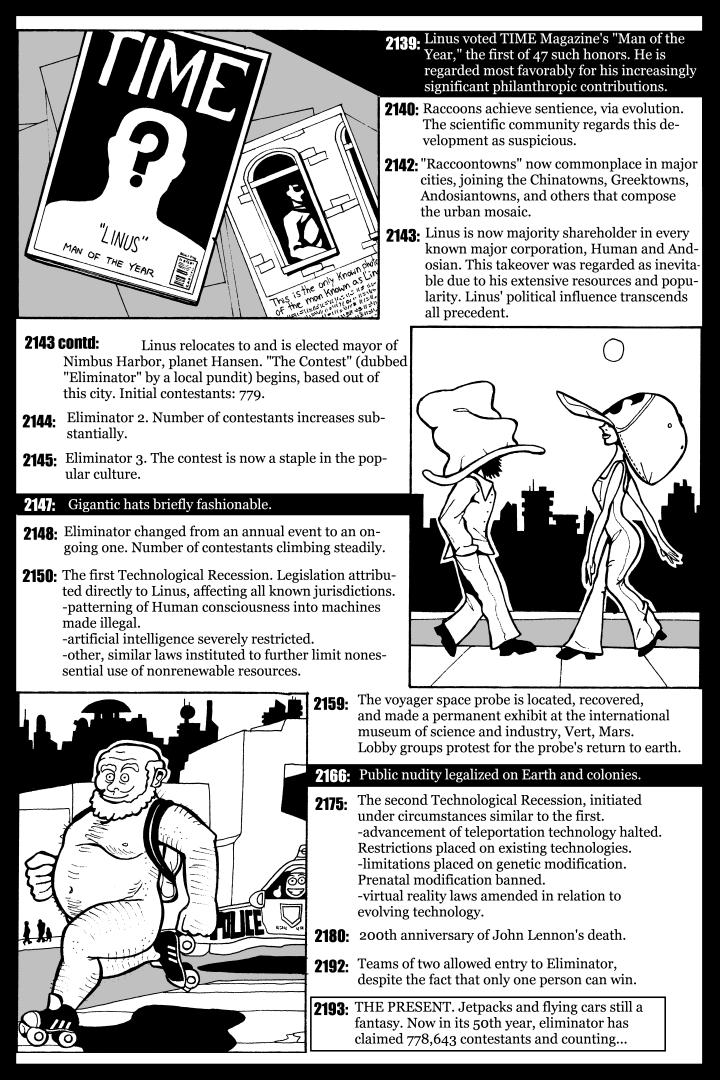 TIME
?
"LINUS"
MAN OF THE YEAR
This is the only known photo
of the man known as Lin
2139: Linus voted TIME Magazine's "Man of the
Year," the first of 47 such honors. He is
regarded most favorably for his increasingly
significant philanthropic contributions.
2140: Raccoons achieve sentience, via evolution.
The scientific community regards this de-
velopment as suspicious.
2142: "Raccoontowns" now commonplace in major
cities, joining the Chinatowns, Greektowns,
Andosiantowns, and others that compose
the urban mosaic.
2143: Linus is now majority shareholder in every
known major corporation, Human and And-
osian. This takeover was regarded as inevita-
ble due to his extensive resources and popu-
larity. Linus' political influence transcends
all precedent.
2143 contd: Linus relocates to and is elected mayor of
Nimbus Harbor, planet Hansen. "The Contest" (dubbed
"Eliminator" by a local pundit) begins, based out of
this city. Initial contestants: 779.
2144: Eliminator 2. Number of contestants increases sub-
stantially.
2145: Eliminator 3. The contest is now a staple in the pop-
ular culture.
2147: Gigantic hats briefly fashionable.
2148: Eliminator changed from an annual event to an on-
going one. Number of contestants climbing steadily.
2150: The first Technological Recession. Legislation attribu-
ted directly to Linus, affecting all known jurisdictions.
-patterning of Human consciousness into machines
made illegal.
-artificial intelligence severely restricted.
-other, similar laws instituted to further limit nones-
sential use of nonrenewable resources.
2159: The voyager space probe is located, recovered,
and made a permanent exhibit at the international
museum of science and industry, Vert, Mars.
Lobby groups protest for the probe's return to earth.
2166: Public nudity legalized on Earth and colonies.
2175: The second Technological Recession, initiated
under circumstances similar to the first.
-advancement of teleportation technology halted.
Restrictions placed on existing technologies.
-limitations placed on genetic modification.
Prenatal modification banned.
-virtual reality laws amended in relation to
evolving technology.
POLICE
2180: 200th anniversary of John Lennon's death.
2192: Teams of two allowed entry to Eliminator,
despite the fact that only one person can win.
2193: THE PRESENT. Jetpacks and flying cars still a
fantasy. Now in its 50th year, eliminator has
claimed 778,643 contestants and counting...